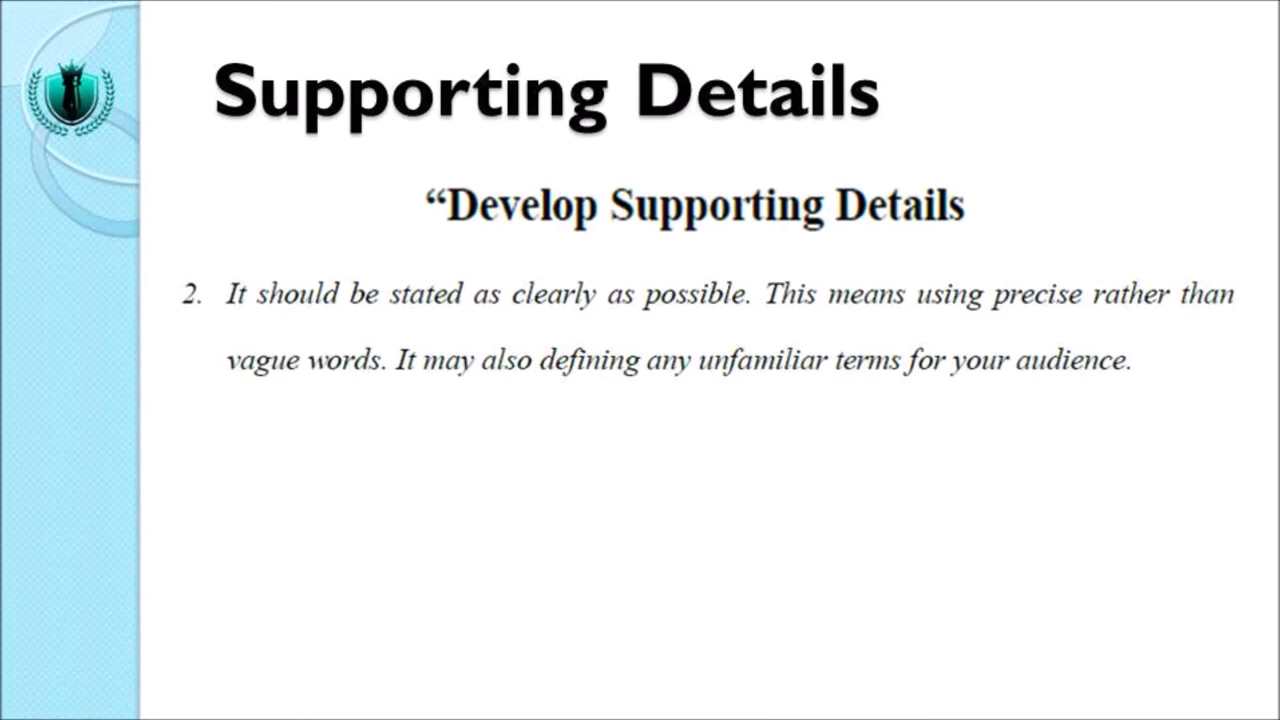 Supporting Details
“Develop Supporting Details
2. It should be stated as clearly as possible. This means using precise rather than
vague words. It may also defining any unfamiliar terms for your audience.